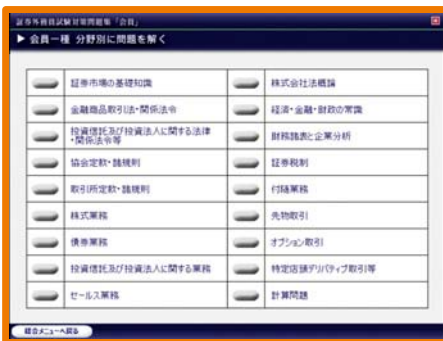 証券外務員試験対策問題集「会員」
▶ 会員一種 分野別に問題を解く
証券市場の基礎知識
金融商品取引法・関係法令
投資信託及び投資法人に関する法律
・関係法令等
協会定款・諸規則
取引所定款・諸規則
株式業務
債券業務
投資信託及び投資法人に関する業務
セールス業務
株式会社法概論
経済・金融・財政の常識
財務諸表と企業分析
証券税制
付随業務
先物取引
オプション取引
特定店頭デリバティブ取引等
計算問題
総合メニューへ戻る